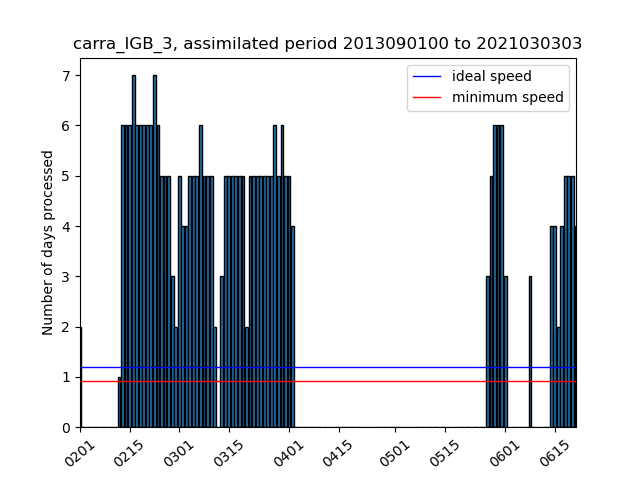 carra_IGB_3, assimilated period 2013090100 to 2021030303
ideal speed
minimum speed
Number of days processed
7
6
5
4
3
2
1
0
0201 0215 0301 0315 0401 0415 0501 0515 0601 0615